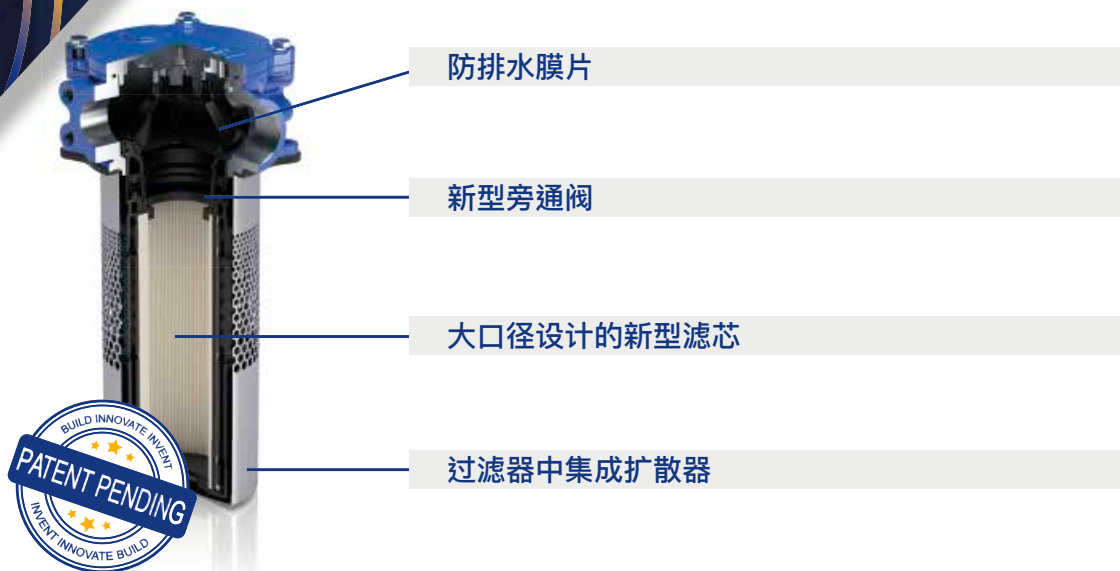 防排水膜片
新型旁通阀
大口径设计的新型滤芯
过滤器中集成扩散器
BUILD INNOVATE INVENT
PATENT PENDING
INVENT INNOVATE BUILD